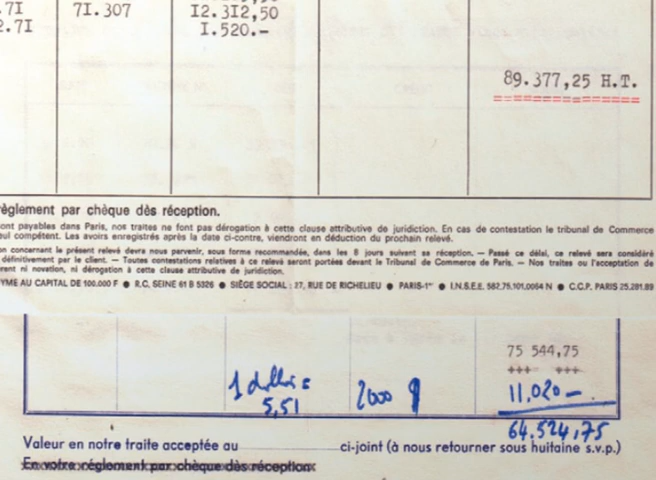 .7I 7I.307 I2.3I2,50
2.7I I.520.-
89.377,25 H.T.
règlement par chèque dès réception.
ont payables dans Paris, nos traites ne font pas dérogation à cette clause attributive de juridiction. En cas de contestation le tribunal de Commerce
eul compétent. Les avoirs enregistrés après la date ci-contre, viendront en déduction du prochain relevé.
on concernant le présent relevé devra nous parvenir, sous forme recommandée, dans les 8 jours suivant sa réception. — Passé ce délai, ce relevé sera considéré
définitivement par le client. — Toutes contestations relatives à ce relevé seront portées devant le Tribunal de Commerce de Paris. — Nos traites ou l'acceptation de
rent ni novation, ni dérogation à cette clause attributive de juridiction.
YME AU CAPITAL DE 100.000 F ● R.C. SEINE 61 B 5326 ● SIÈGE SOCIAL : 27, RUE DE RICHELIEU ● PARIS-1er ● I.N.S.E.E. 582.75.101.0064 N ● C.C.P. PARIS 25.281.89
75 544,75
+++ +++
1 dollar = 2000 11,020 —
5,51
64.524,75
Valeur en notre traite acceptée au ci-joint (à nous retourner sous huitaine s.v.p.)
En votre règlement par chèque dès réception